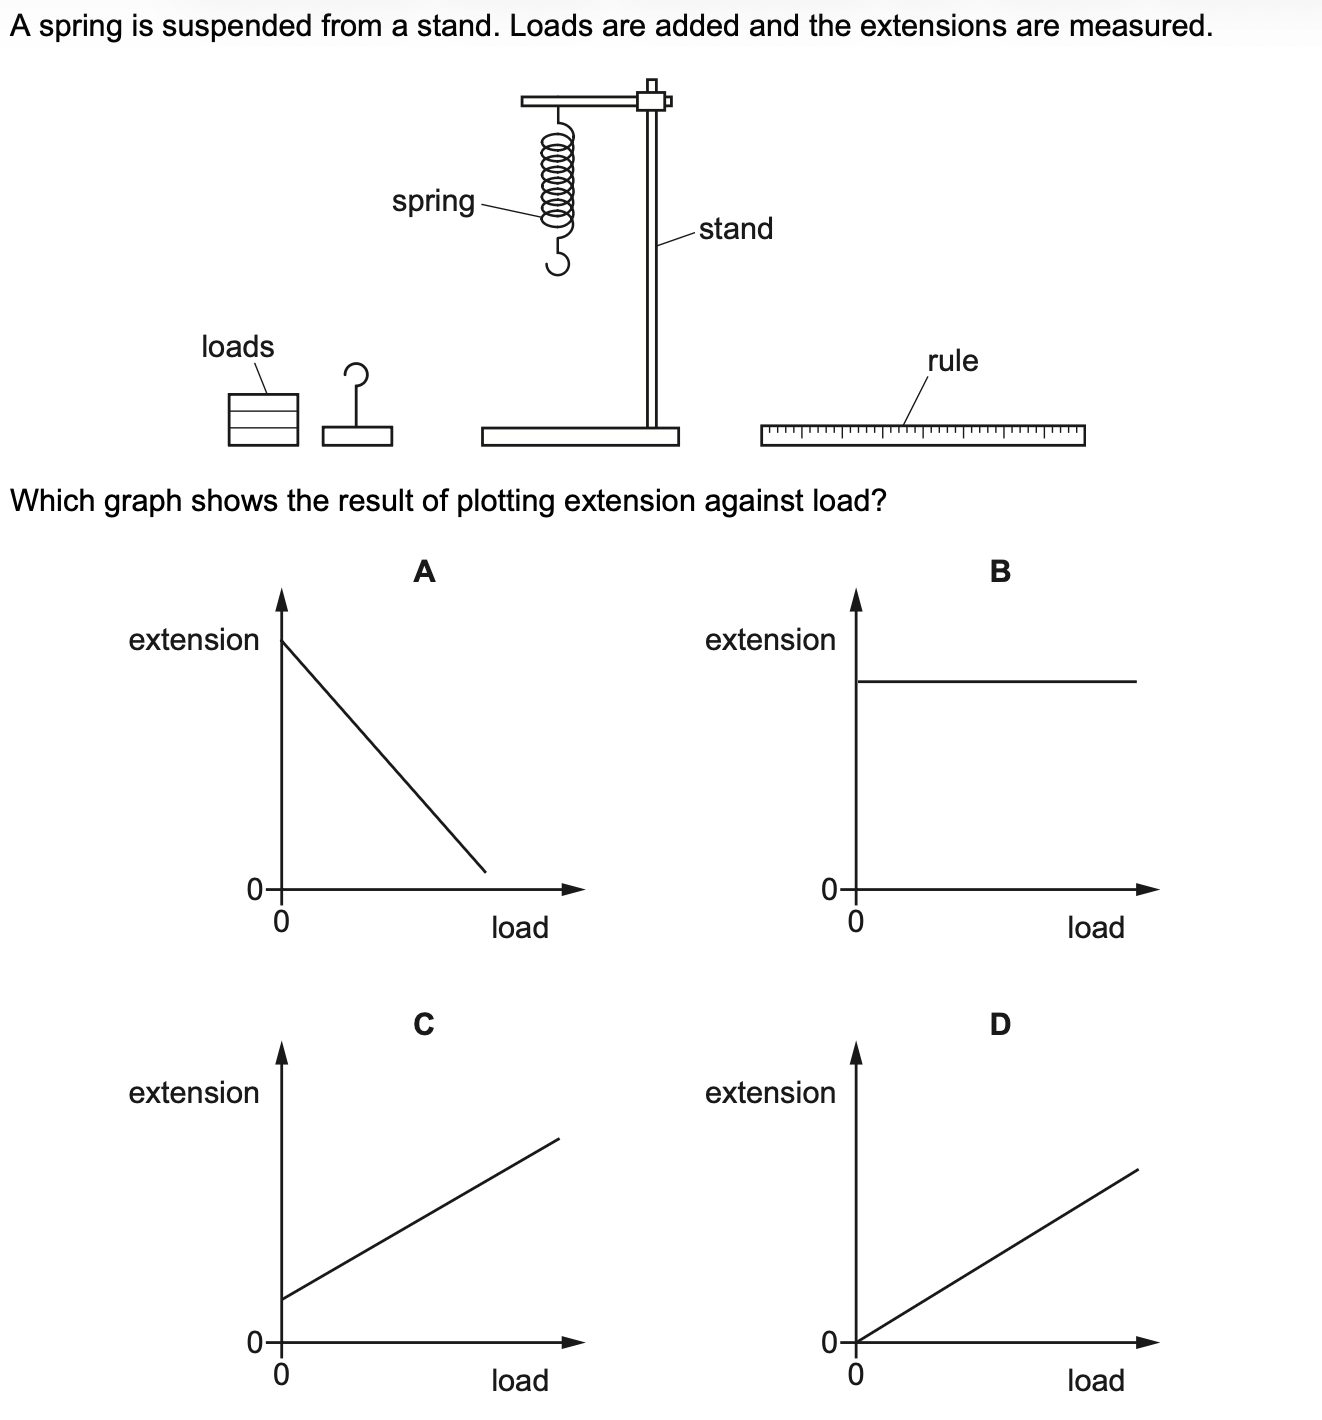 A spring is suspended from a stand. Loads are added and the extensions are measured.
spring
stand
loads
rule
Which graph shows the result of plotting extension against load?
A
extension
0
0
load
B
extension
0
0
load
C
extension
0
0
load
D
extension
0
0
load